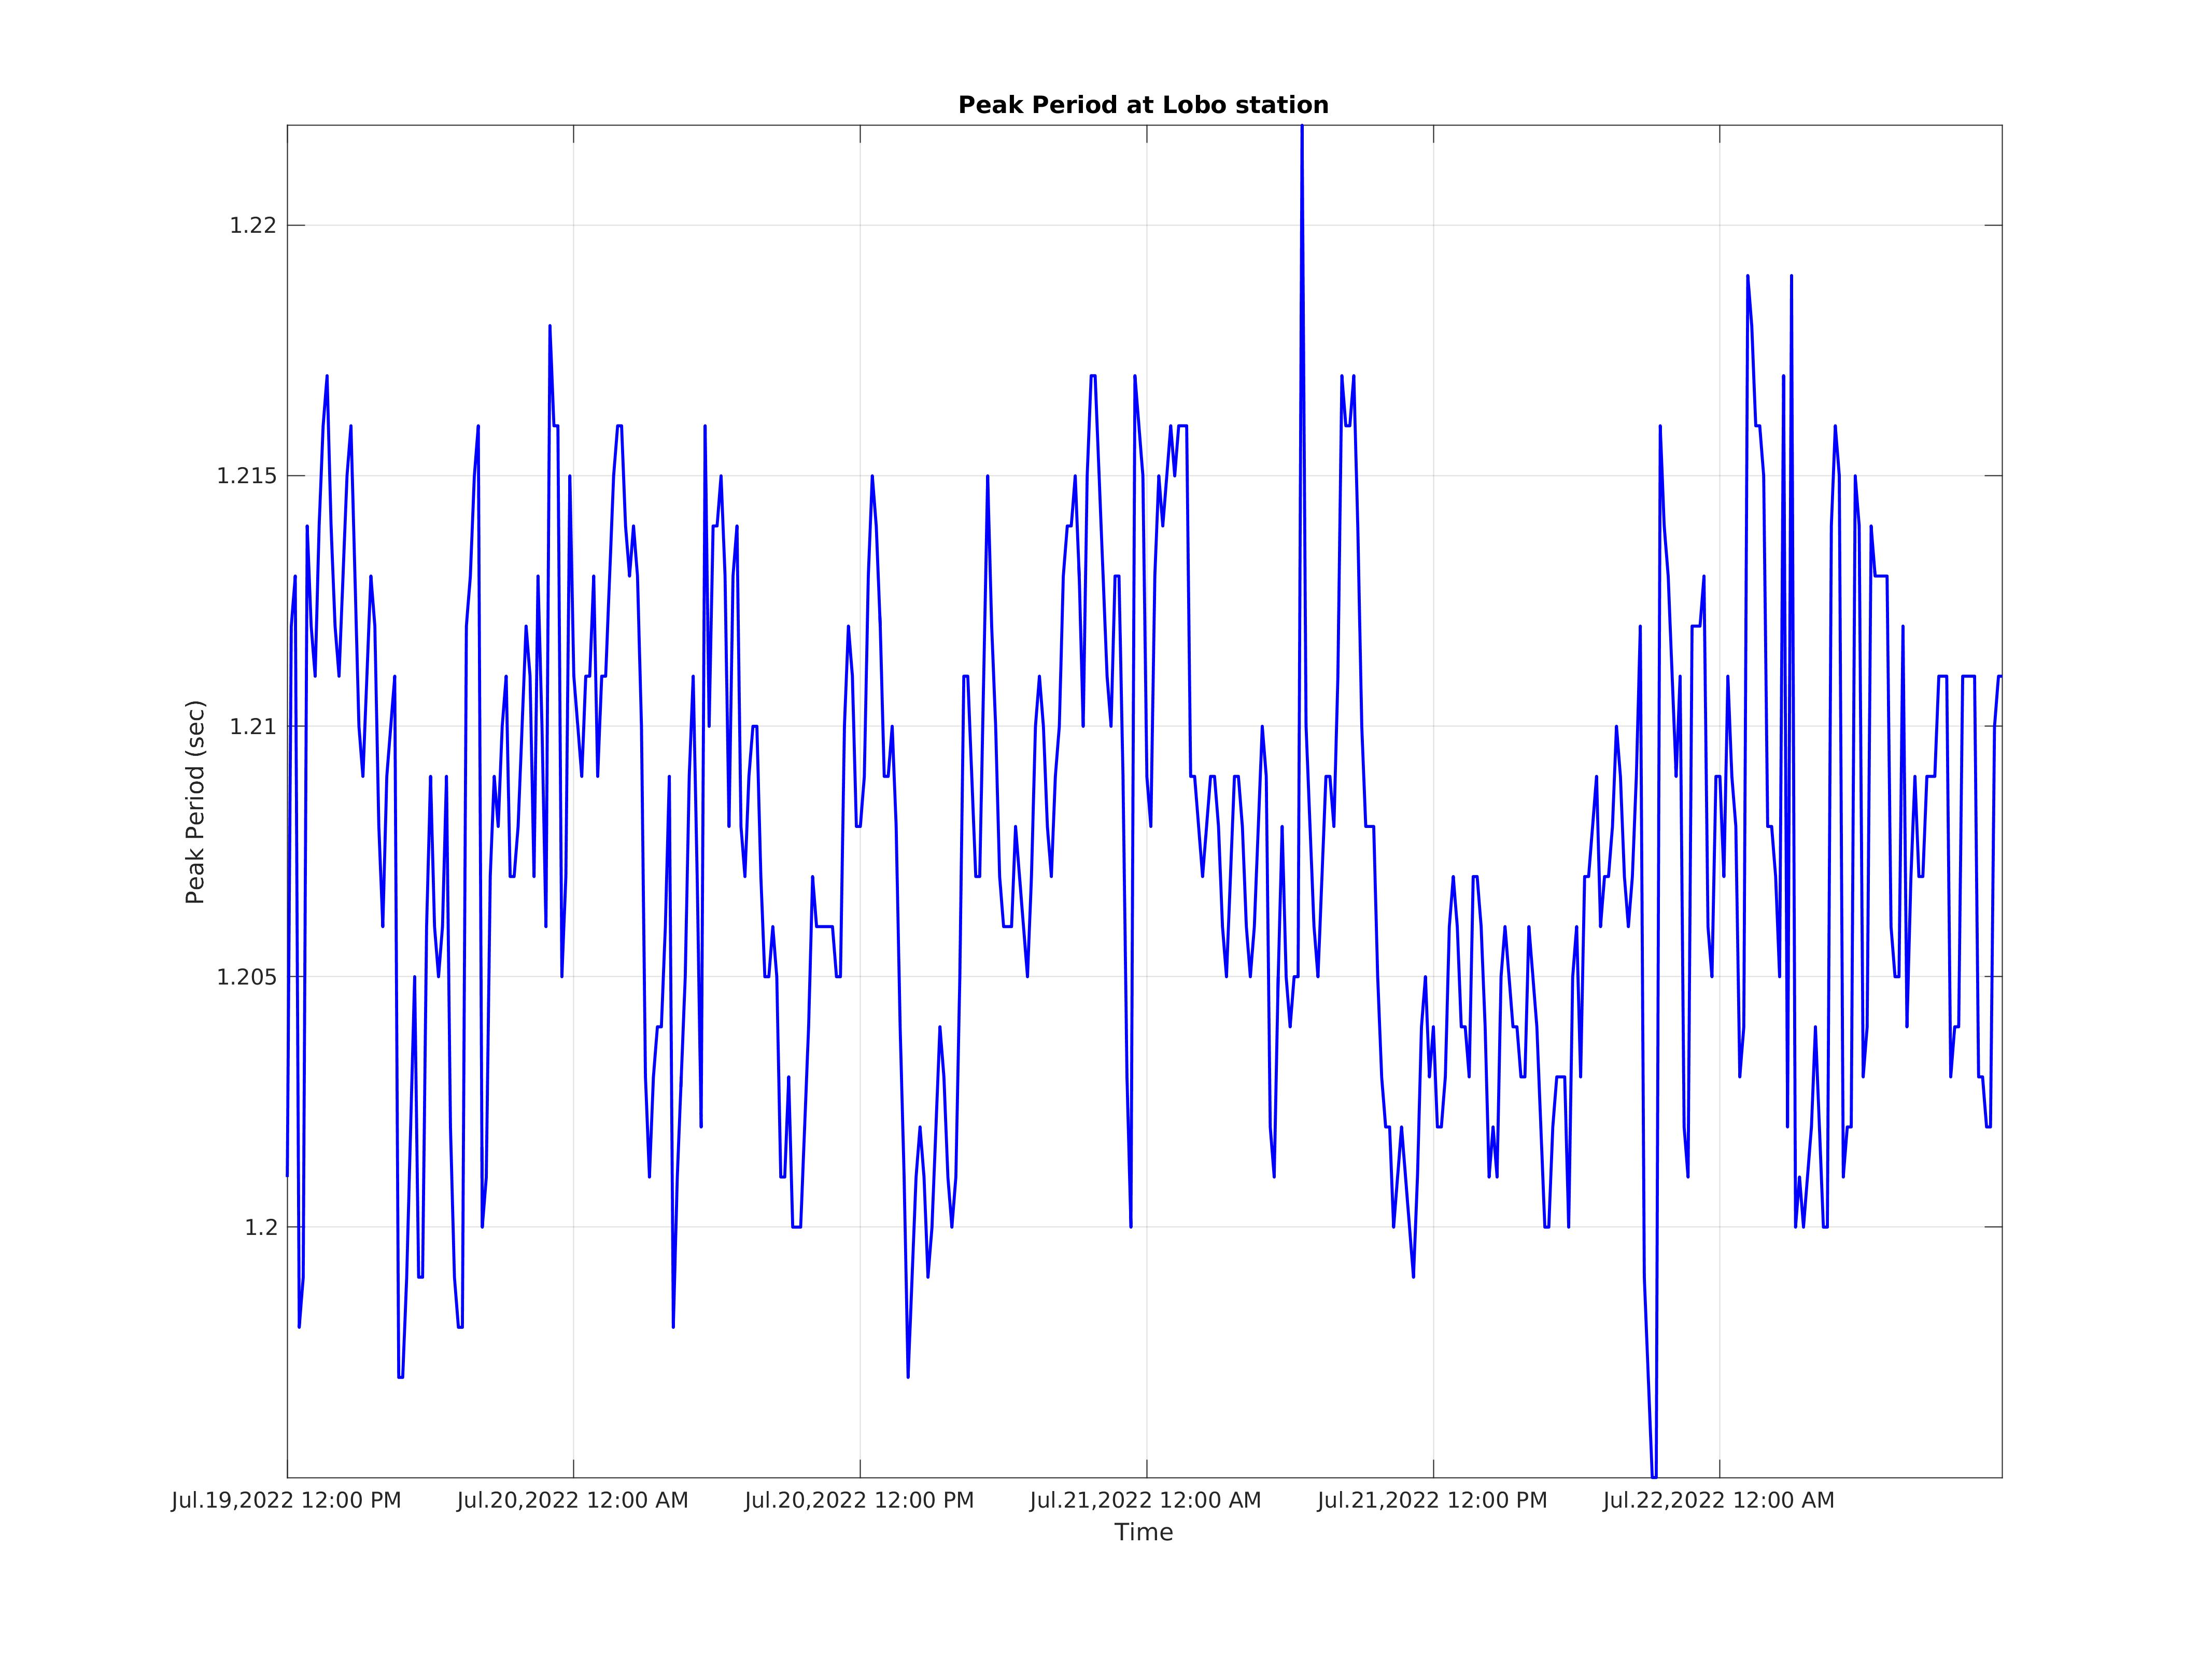 Peak Period at Lobo station
1.22
1.215
1.21
1.205
1.2
Peak Period (sec)
Jul.19,2022 12:00 PM Jul.20,2022 12:00 AM Jul.20,2022 12:00 PM Jul.21,2022 12:00 AM Jul.21,2022 12:00 PM Jul.22,2022 12:00 AM
Time